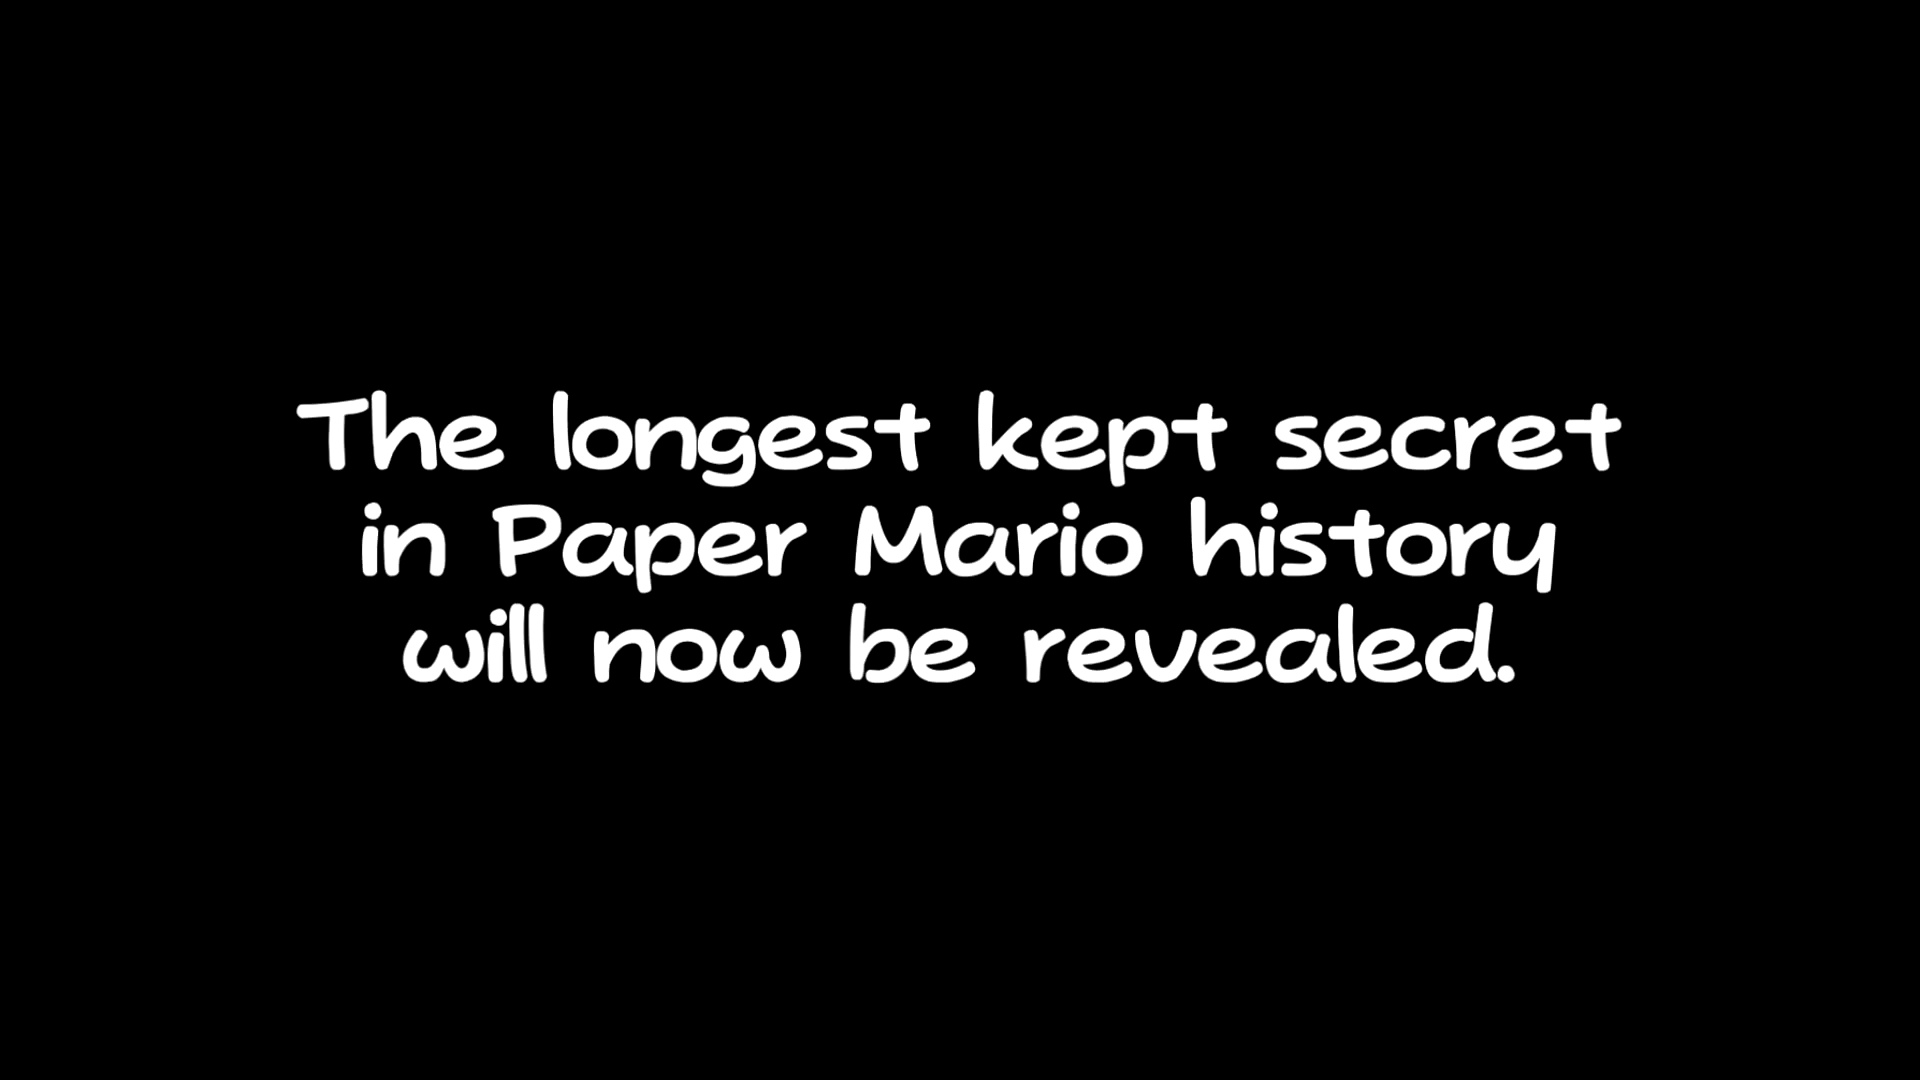 The longest kept secret
in Paper Mario history
will now be revealed.